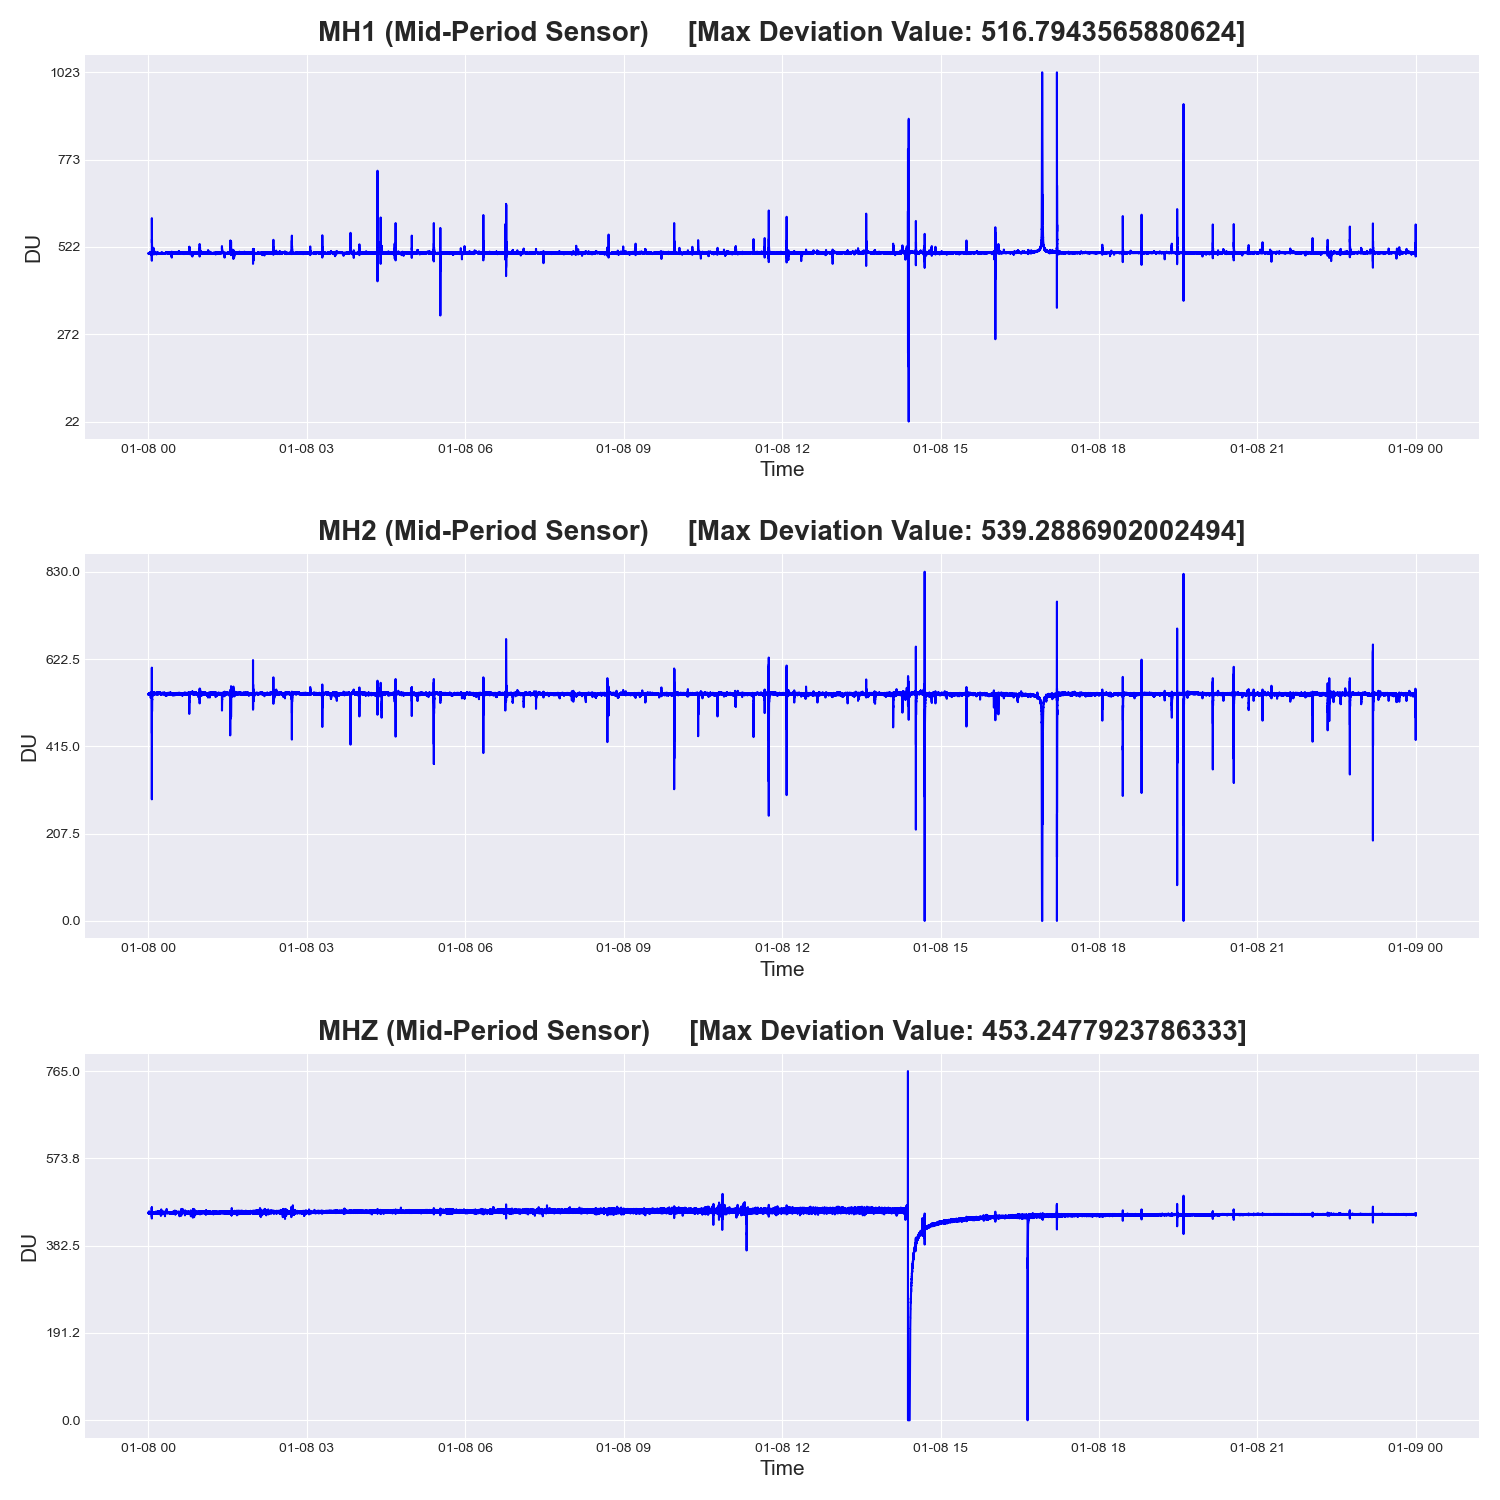 MH1 (Mid-Period Sensor) [Max Deviation Value: 516.7943565880624]
1023
773
522
272
22
DU
01-08 00 01-08 03 01-08 06 01-08 09 01-08 12 01-08 15 01-08 18 01-08 21 01-09 00
Time
MH2 (Mid-Period Sensor) [Max Deviation Value: 539.2886902002494]
830.0
622.5
415.0
207.5
0.0
DU
01-08 00 01-08 03 01-08 06 01-08 09 01-08 12 01-08 15 01-08 18 01-08 21 01-09 00
Time
MHZ (Mid-Period Sensor) [Max Deviation Value: 453.2477923786333]
765.0
573.8
382.5
191.2
0.0
DU
01-08 00 01-08 03 01-08 06 01-08 09 01-08 12 01-08 15 01-08 18 01-08 21 01-09 00
Time